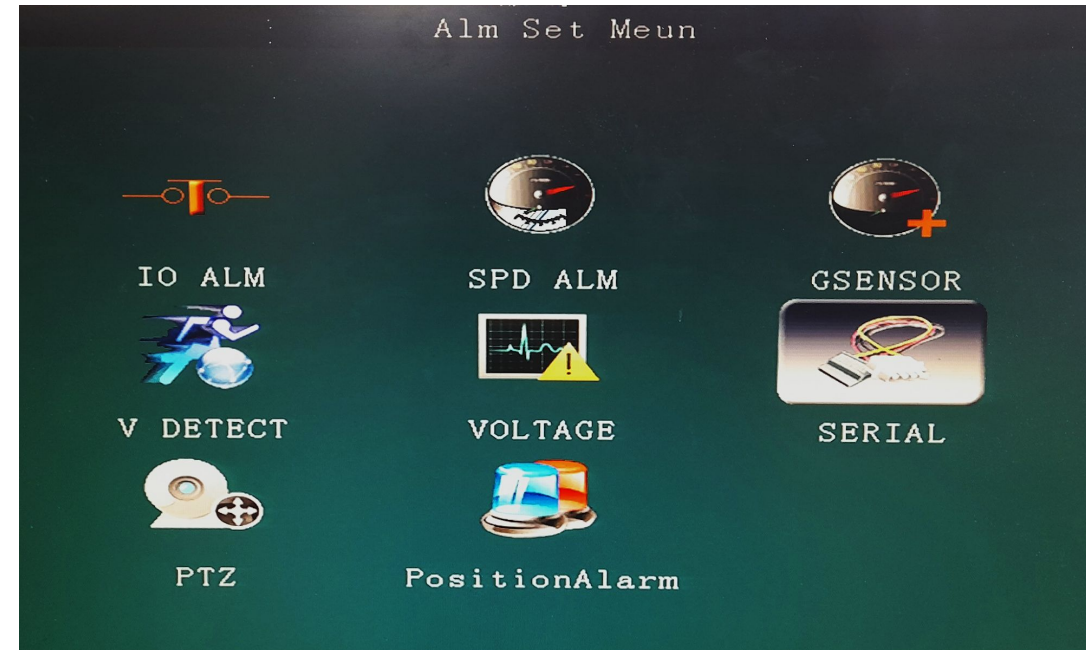 Alm Set Meun
IO ALM
SPD ALM
GSENSOR
V DETECT
VOLTAGE
SERIAL
PTZ
PositionAlarm